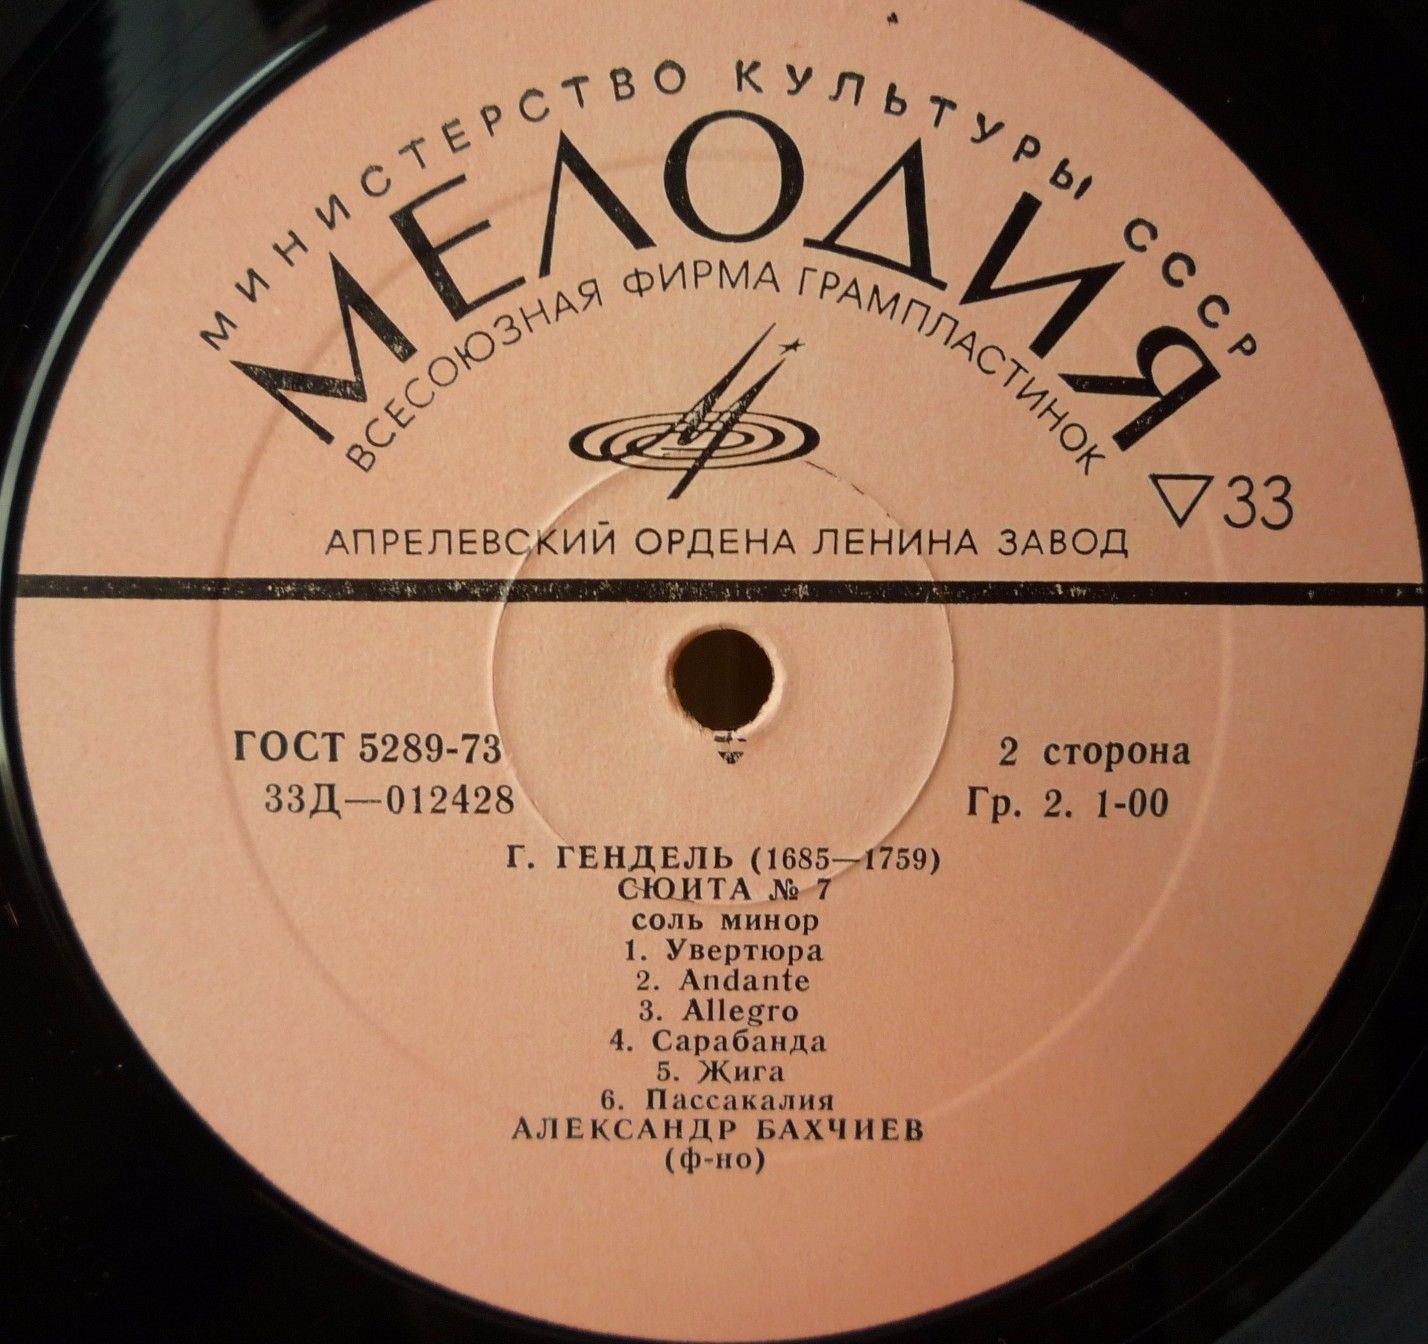 МИНИСТЕРСТВО КУЛЬТУРЫ СССР
МЕЛОДИЯ
ВСЕСОЮЗНАЯ ФИРМА ГРАМПЛАСТИНОК
▽33
АПРЕЛЕВСКИЙ ОРДЕНА ЛЕНИНА ЗАВОД
ГОСТ 5289-73
2 сторона
33Д—012428
Гр. 2. 1-00
Г. ГЕНДЕЛЬ (1685—1759)
СЮИТА № 7
соль минор
1. Увертюра
2. Andante
3. Allegro
4. Сарабанда
5. Жига
6. Пассакалия
АЛЕКСАНДР БАХЧИЕВ
(ф-но)